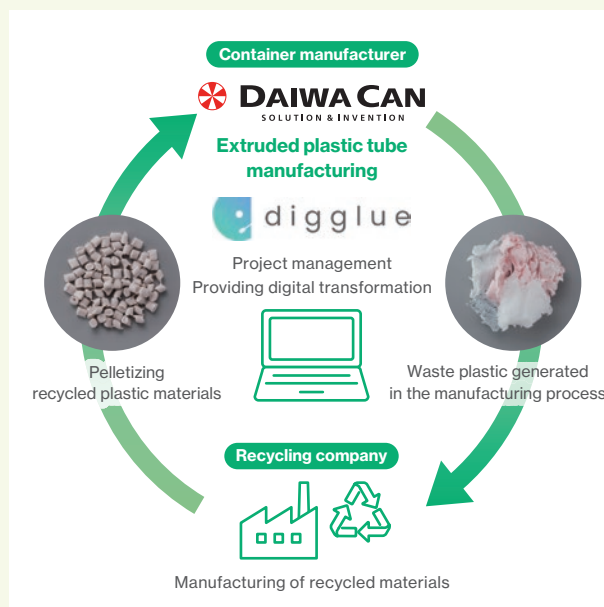 Container manufacturer
DAIWA CAN
SOLUTION & INVENTION
Extruded plastic tube
manufacturing
digglue
Project management
Providing digital transformation
Pelletizing
recycled plastic materials
Waste plastic generated
in the manufacturing process
Recycling company
Manufacturing of recycled materials